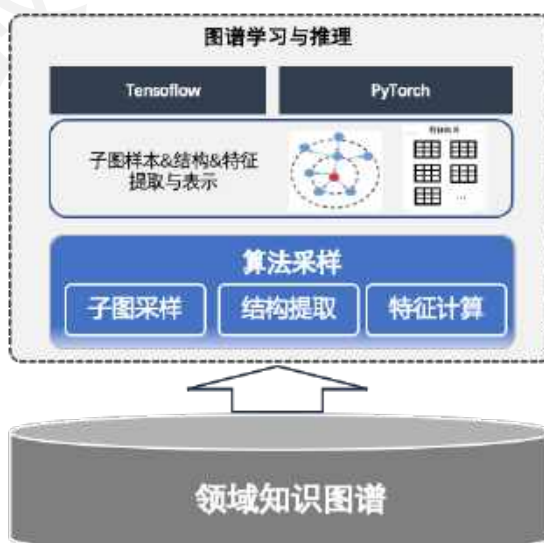 图谱学习与推理
Tensoflow
PyTorch
子图样本&结构&特征
提取与表示
...
算法采样
子图采样
结构提取
特征计算
领域知识图谱